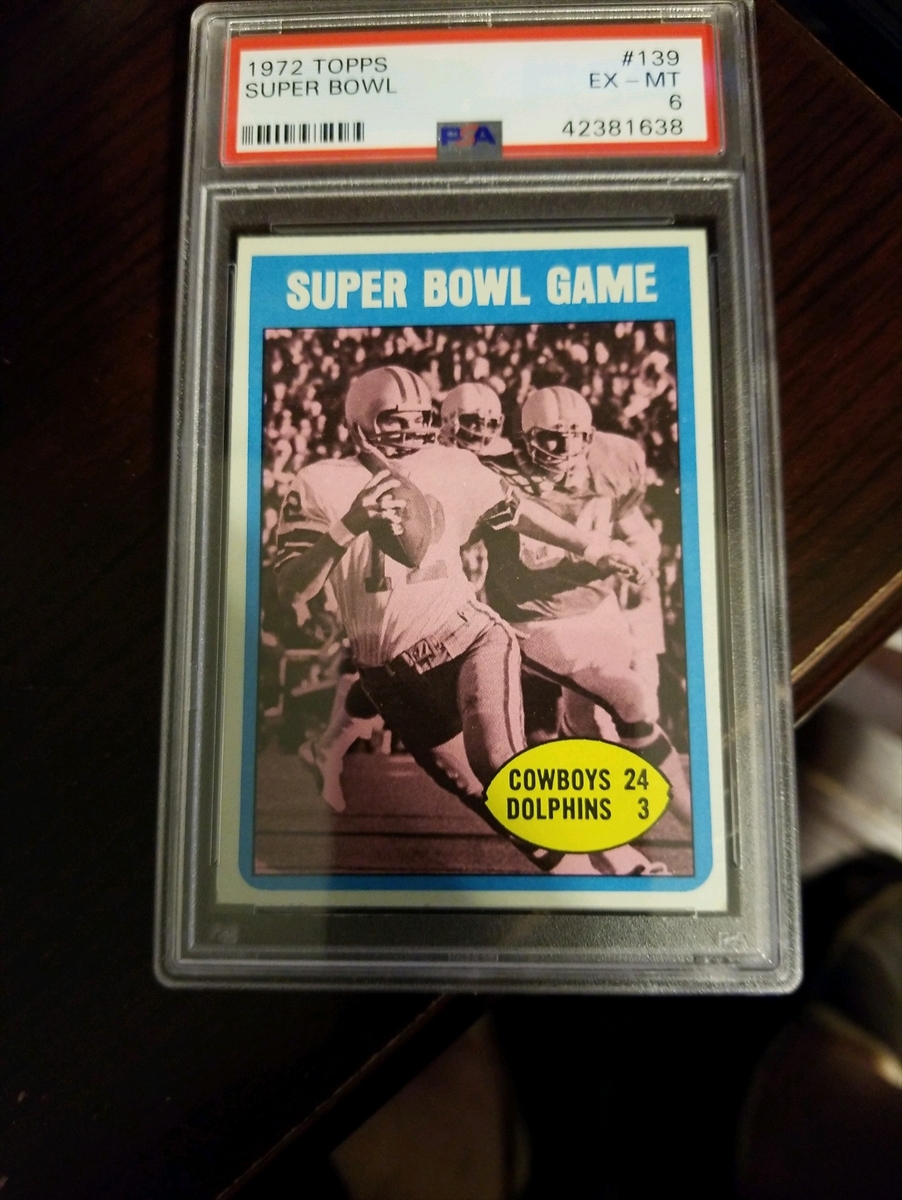 1972 TOPPS #139
SUPER BOWL EX - MT
6
PSA 42381638
SUPER BOWL GAME
COWBOYS 24
DOLPHINS 3